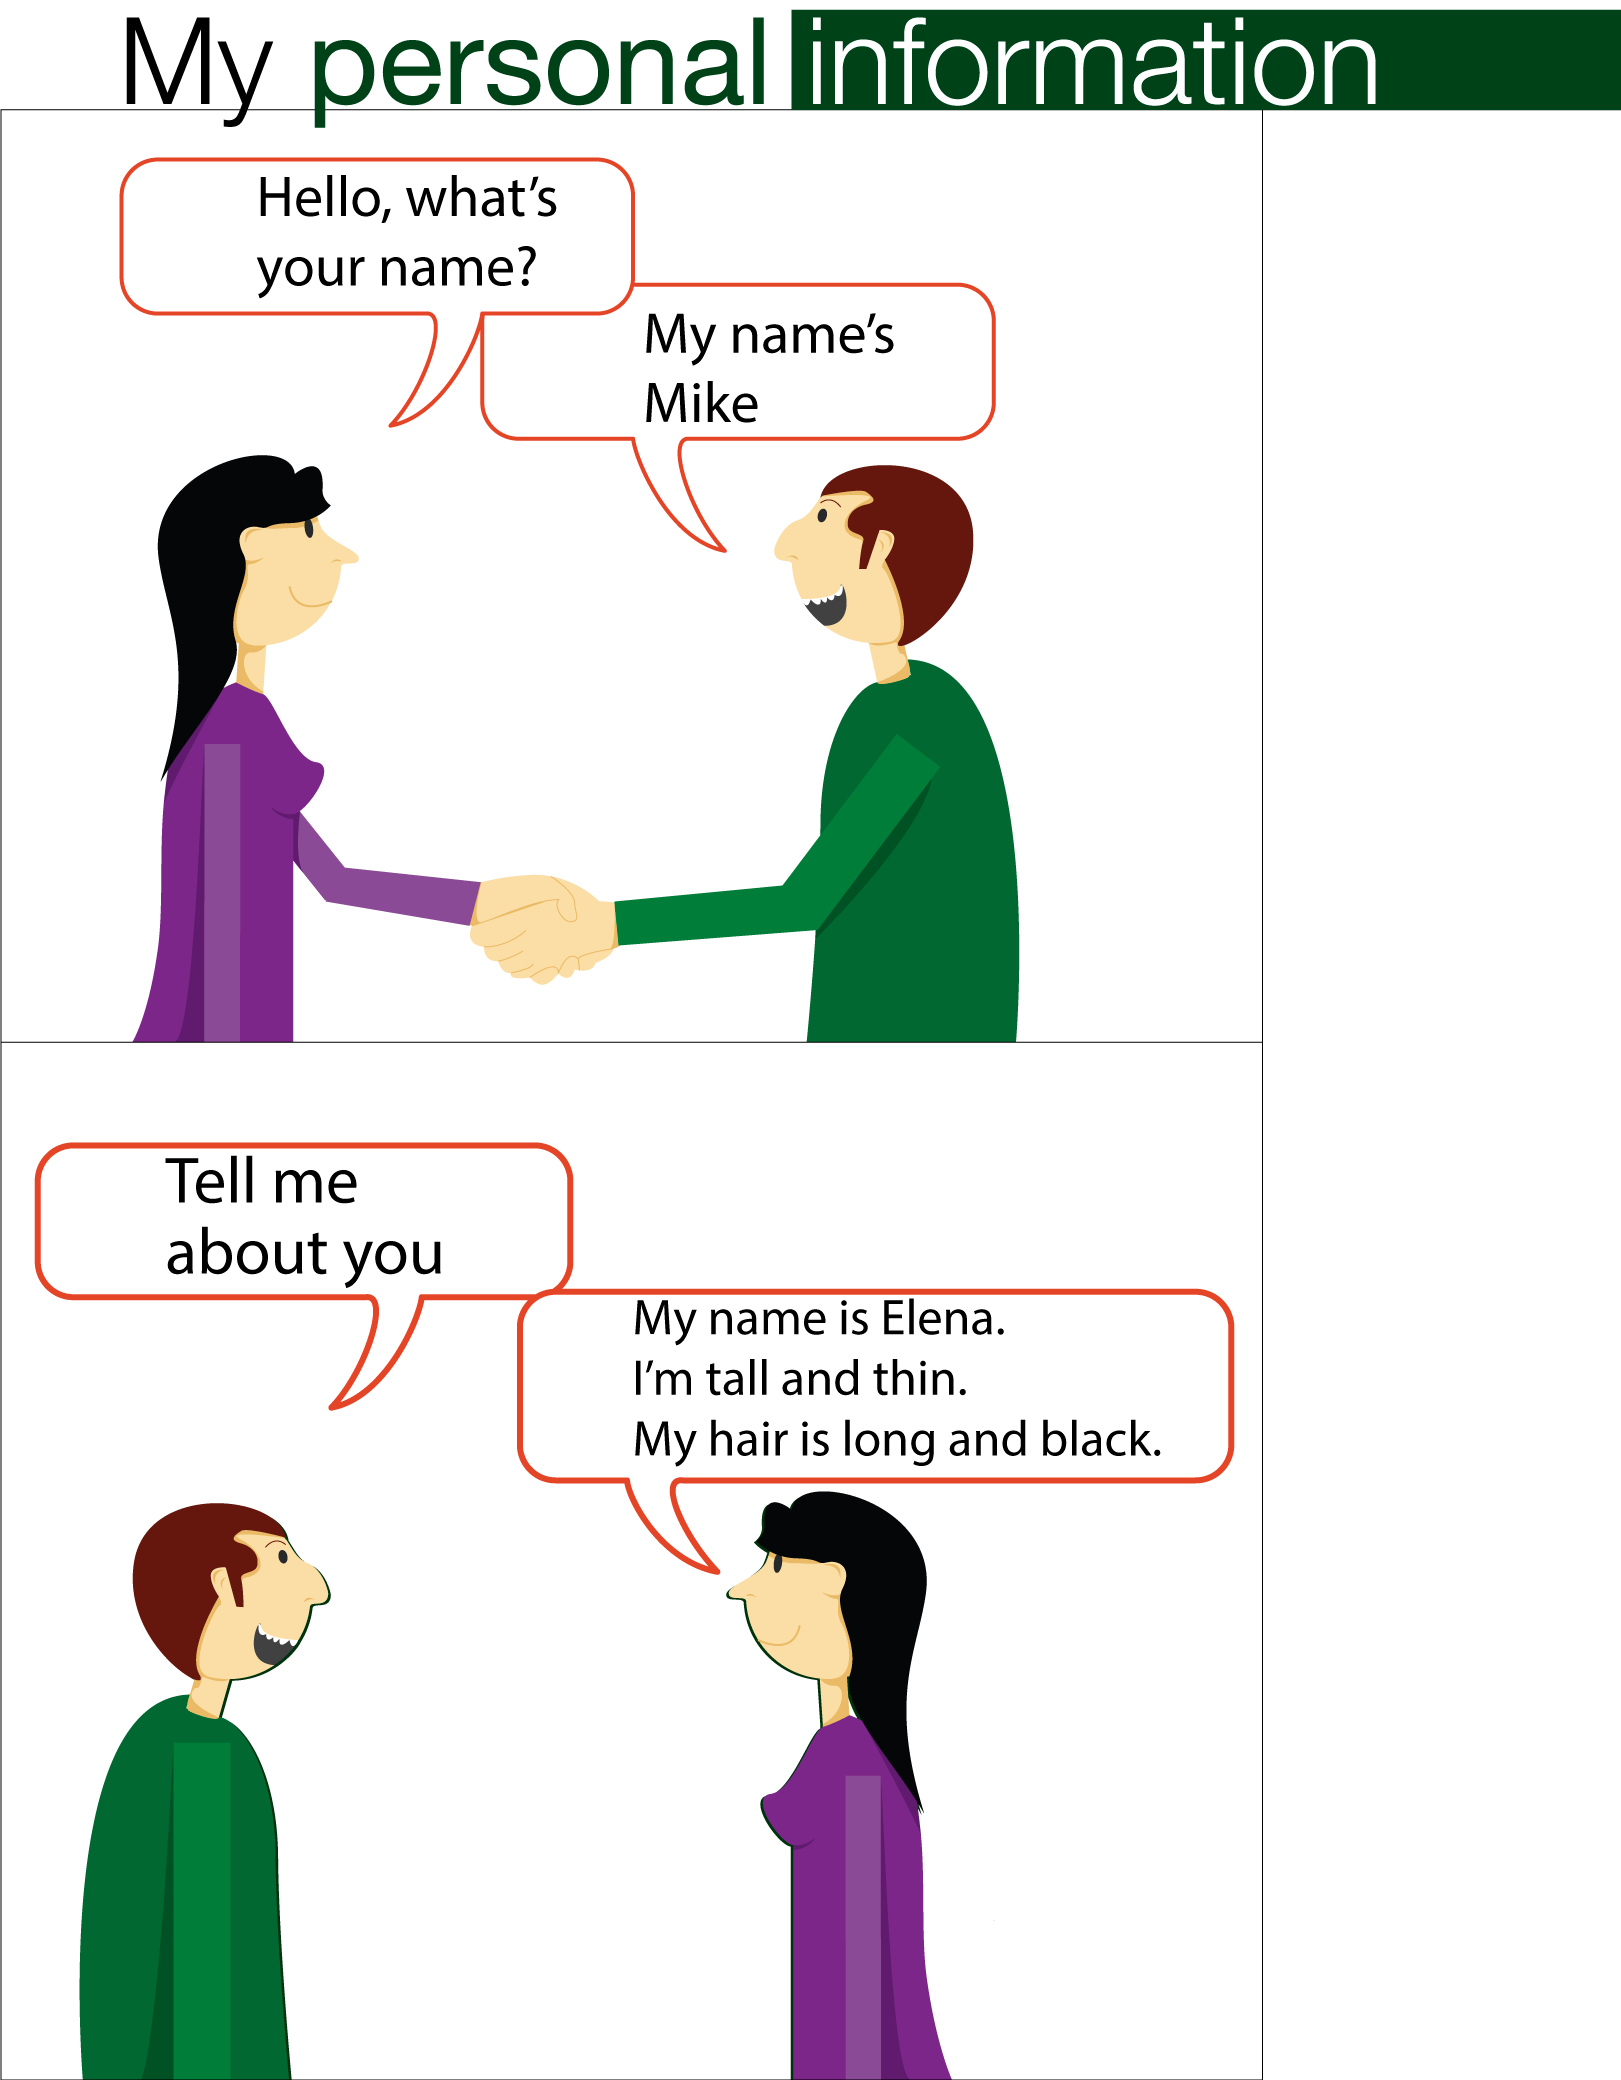 My personal information
Hello, what's
your name?
My name's
Mike
Tell me
about you
My name is Elena.
I'm tall and thin.
My hair is long and black.